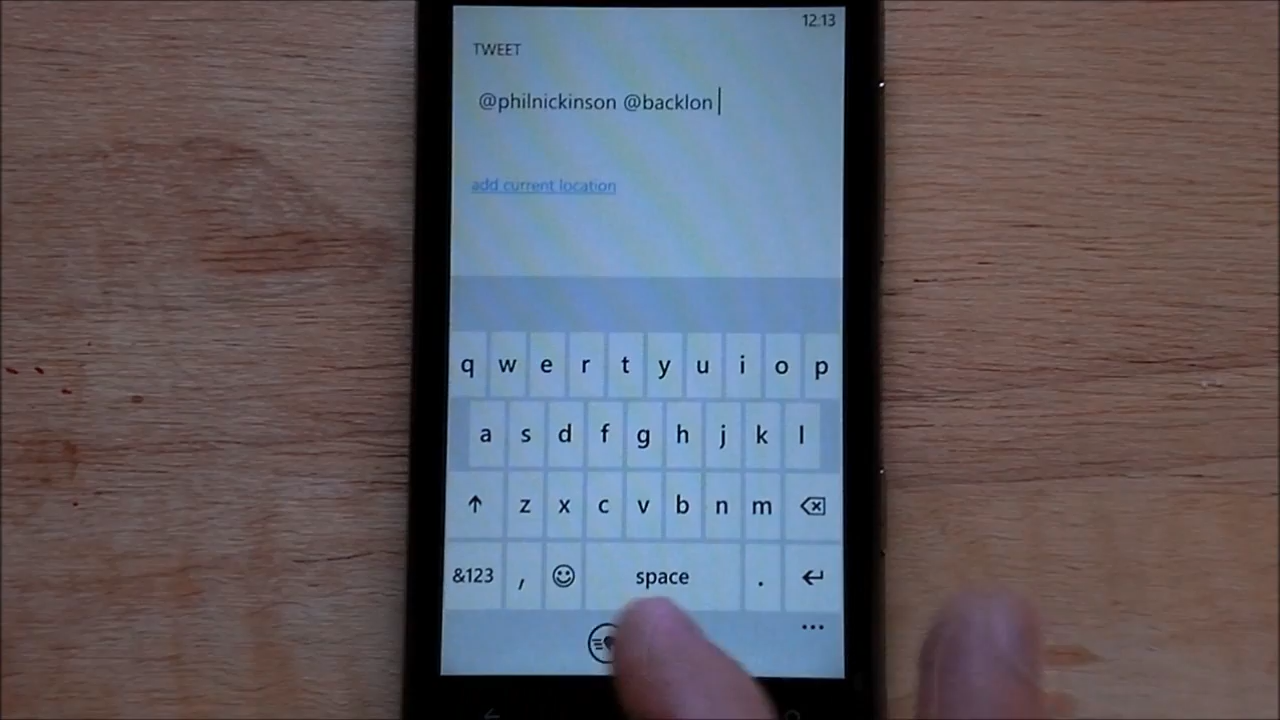 12:13
TWEET
@philnickinson @backlon
add current location
q w e r t y u i o p
a s d f g h j k l
z x c v b n m
&123 , space .